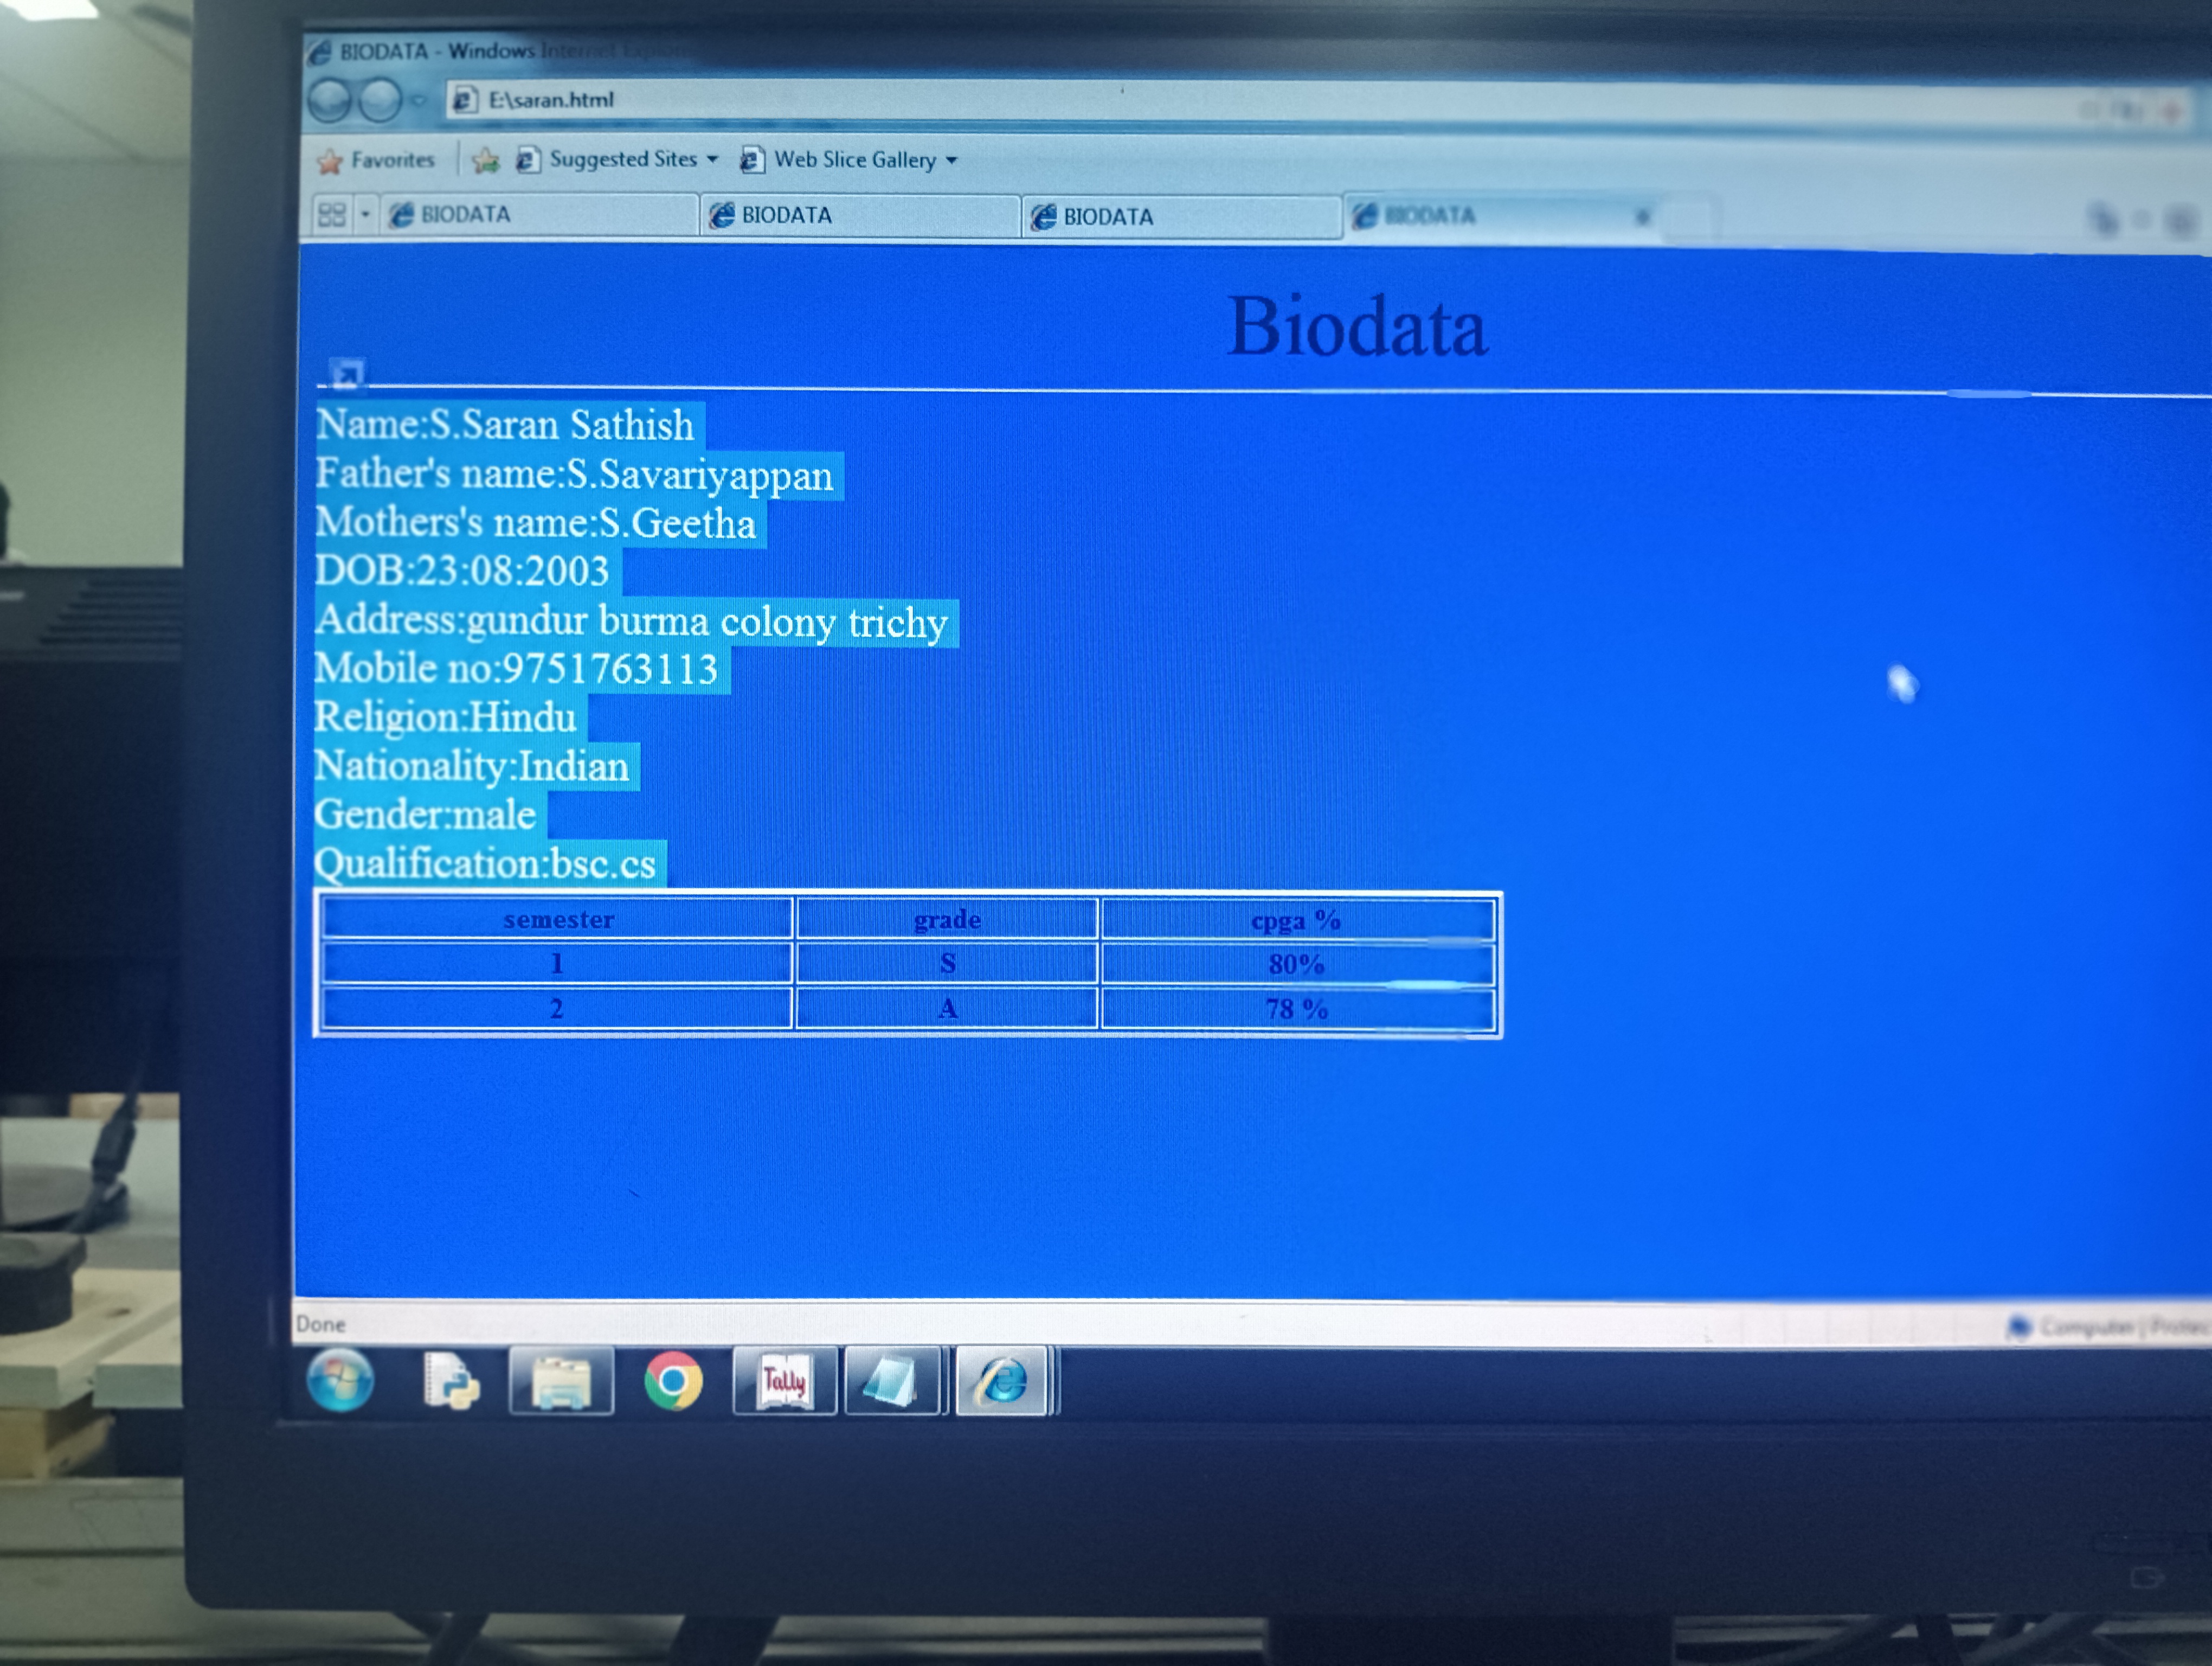 BIODATA - Windows Internet Explorer
E:\saran.html
Favorites Suggested Sites Web Slice Gallery
BIODATA BIODATA BIODATA BIODATA
Biodata
Name:S.Saran Sathish
Father's name:S.Savariyappan
Mothers's name:S.Geetha
DOB:23:08:2003
Address:gundur burma colony trichy
Mobile no:9751763113
Religion:Hindu
Nationality:Indian
Gender:male
Qualification:bsc.cs
semester grade cpga %
1 S 80%
2 A 78 %
Done Computer
Tally